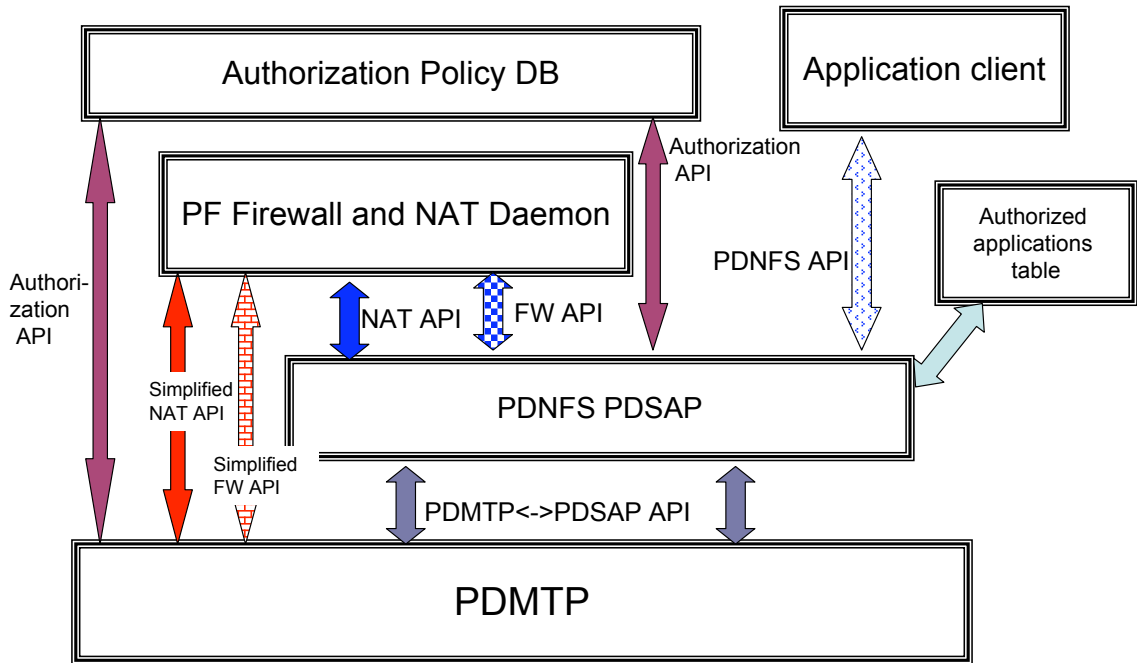 Authorization Policy DB
Application client
Authorization
API
PF Firewall and NAT Daemon
Authorized
applications
table
PDNFS API
Authori-
zation
API
NAT API
FW API
Simplified
NAT API
PDNFS PDSAP
Simplified
FW API
PDMTP<->PDSAP API
PDMTP